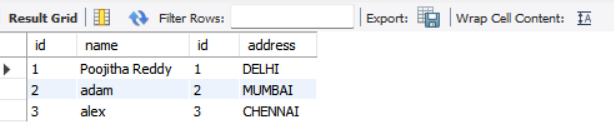 Result Grid Filter Rows: Export: Wrap Cell Content: IA
id name id address
1 Poojitha Reddy 1 DELHI
2 adam 2 MUMBAI
3 alex 3 CHENNAI